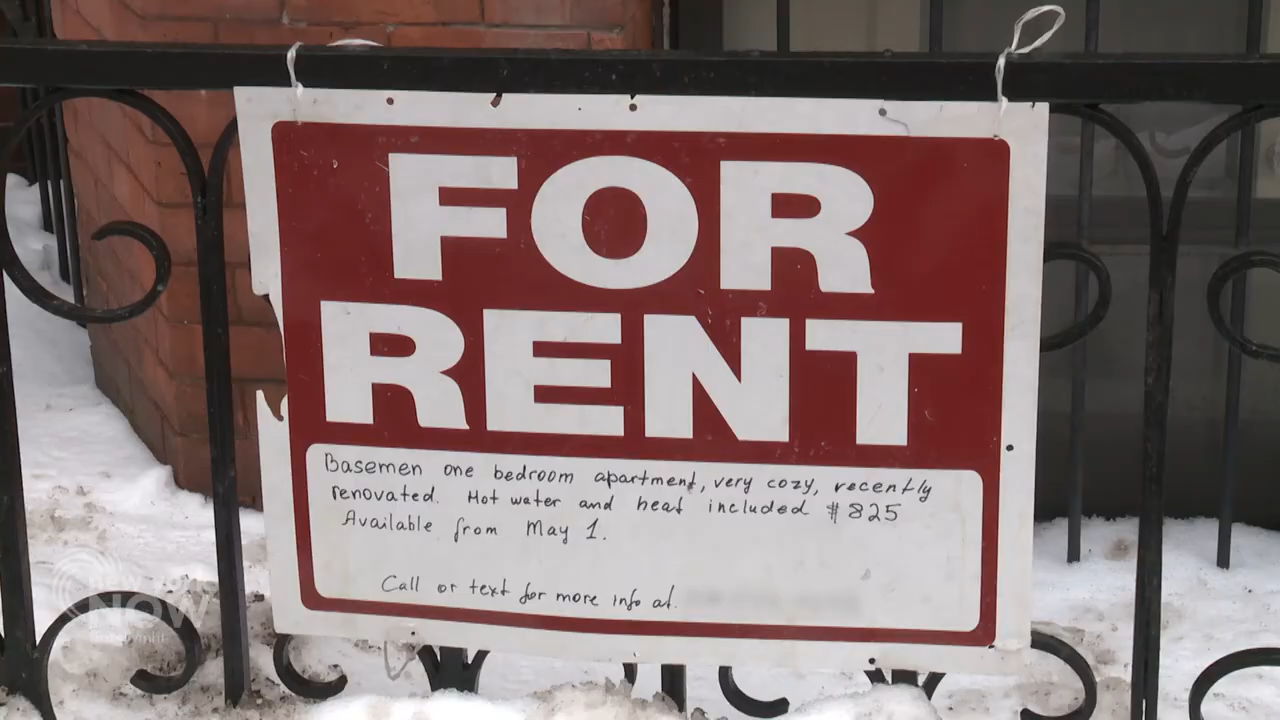 FOR
RENT
Basemen one bedroom apartment, very cozy, recently
renovated. Hot water and heat included $825
Available from May 1.
Call or text for more info at.
NOW